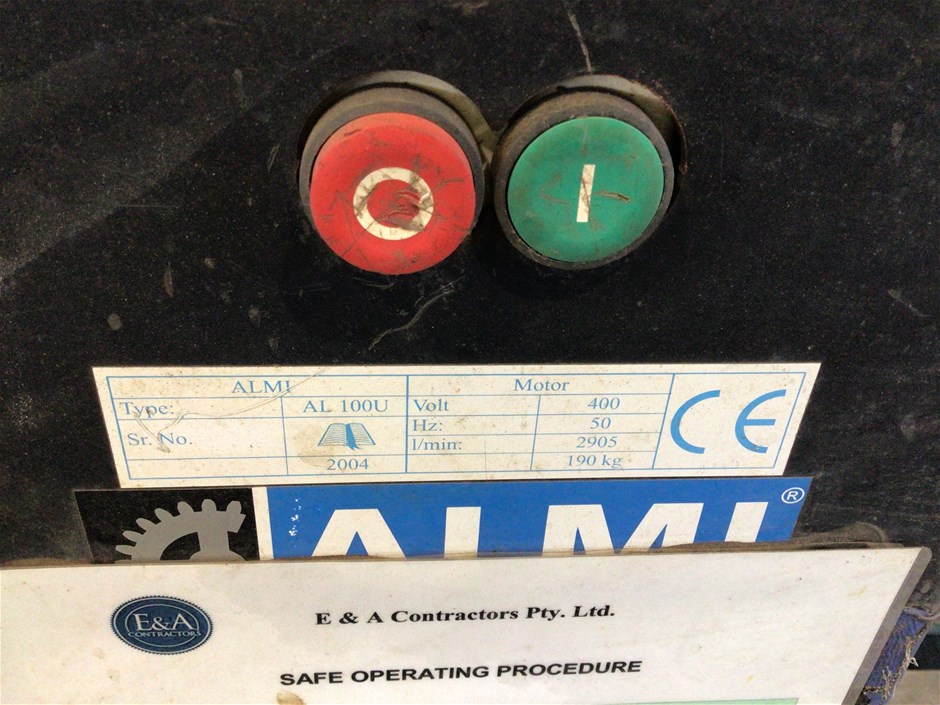 ALMI
Type: AL 100U
Sr. No.
2004
Motor
Volt 400
Hz: 50
l/min: 2905
190 kg
CE
ALMI®
E&A
CONTRACTORS
E & A Contractors Pty. Ltd.
SAFE OPERATING PROCEDURE